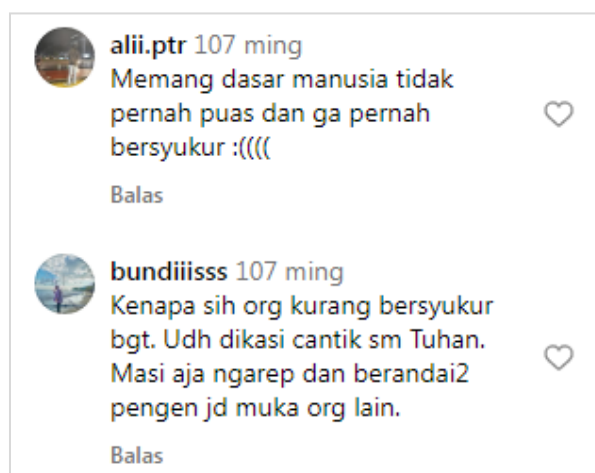 alii.ptr 107 ming
Memang dasar manusia tidak
pernah puas dan ga pernah
bersyukur :((((
Balas
bundiiisss 107 ming
Kenapa sih org kurang bersyukur
bgt. Udh dikasi cantik sm Tuhan.
Masi aja ngarep dan berandai2
pengen jd muka org lain.
Balas